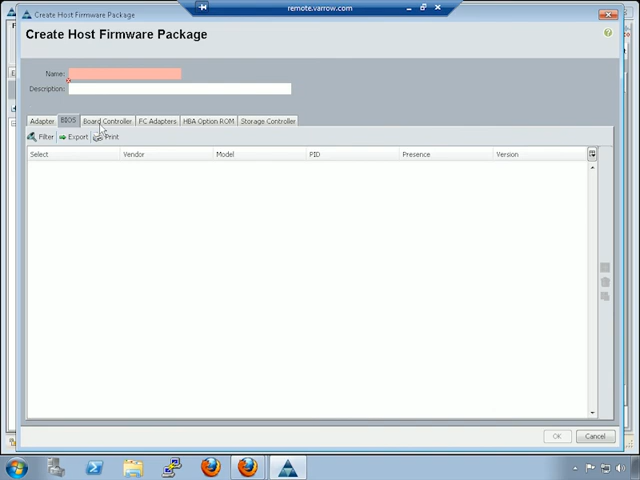 remote.varrow.com
Create Host Firmware Package
Create Host Firmware Package
Name:
Description:
Adapter BIOS Board Controller FC Adapters HBA Option ROM Storage Controller
Filter Export Print
Select Vendor Model PID Presence Version
OK Cancel